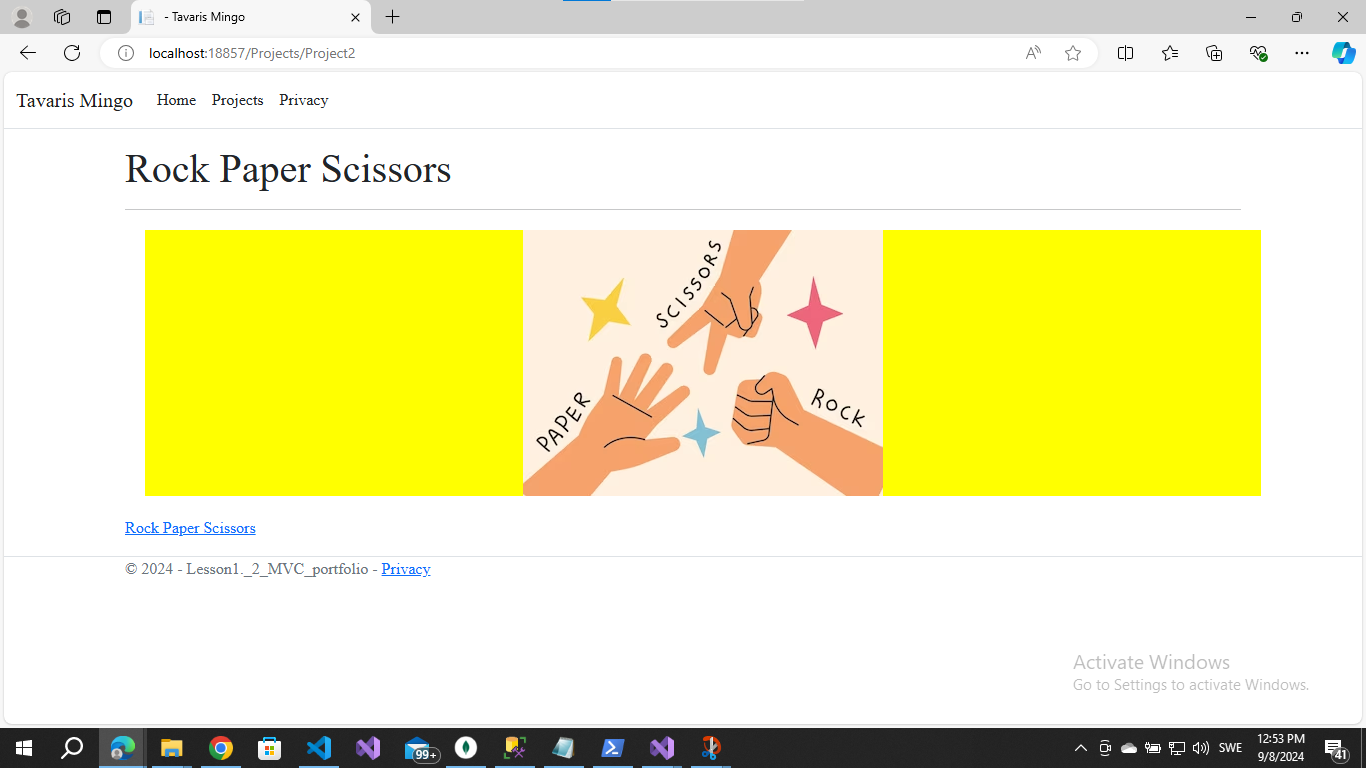 - Tavaris Mingo
localhost:18857/Projects/Project2
Tavaris Mingo Home Projects Privacy
Rock Paper Scissors
SCISSORS
PAPER
ROCK
Rock Paper Scissors
© 2024 - Lesson1._2_MVC_portfolio - Privacy
Activate Windows
Go to Settings to activate Windows.
99+
SWE
12:53 PM
9/8/2024
41